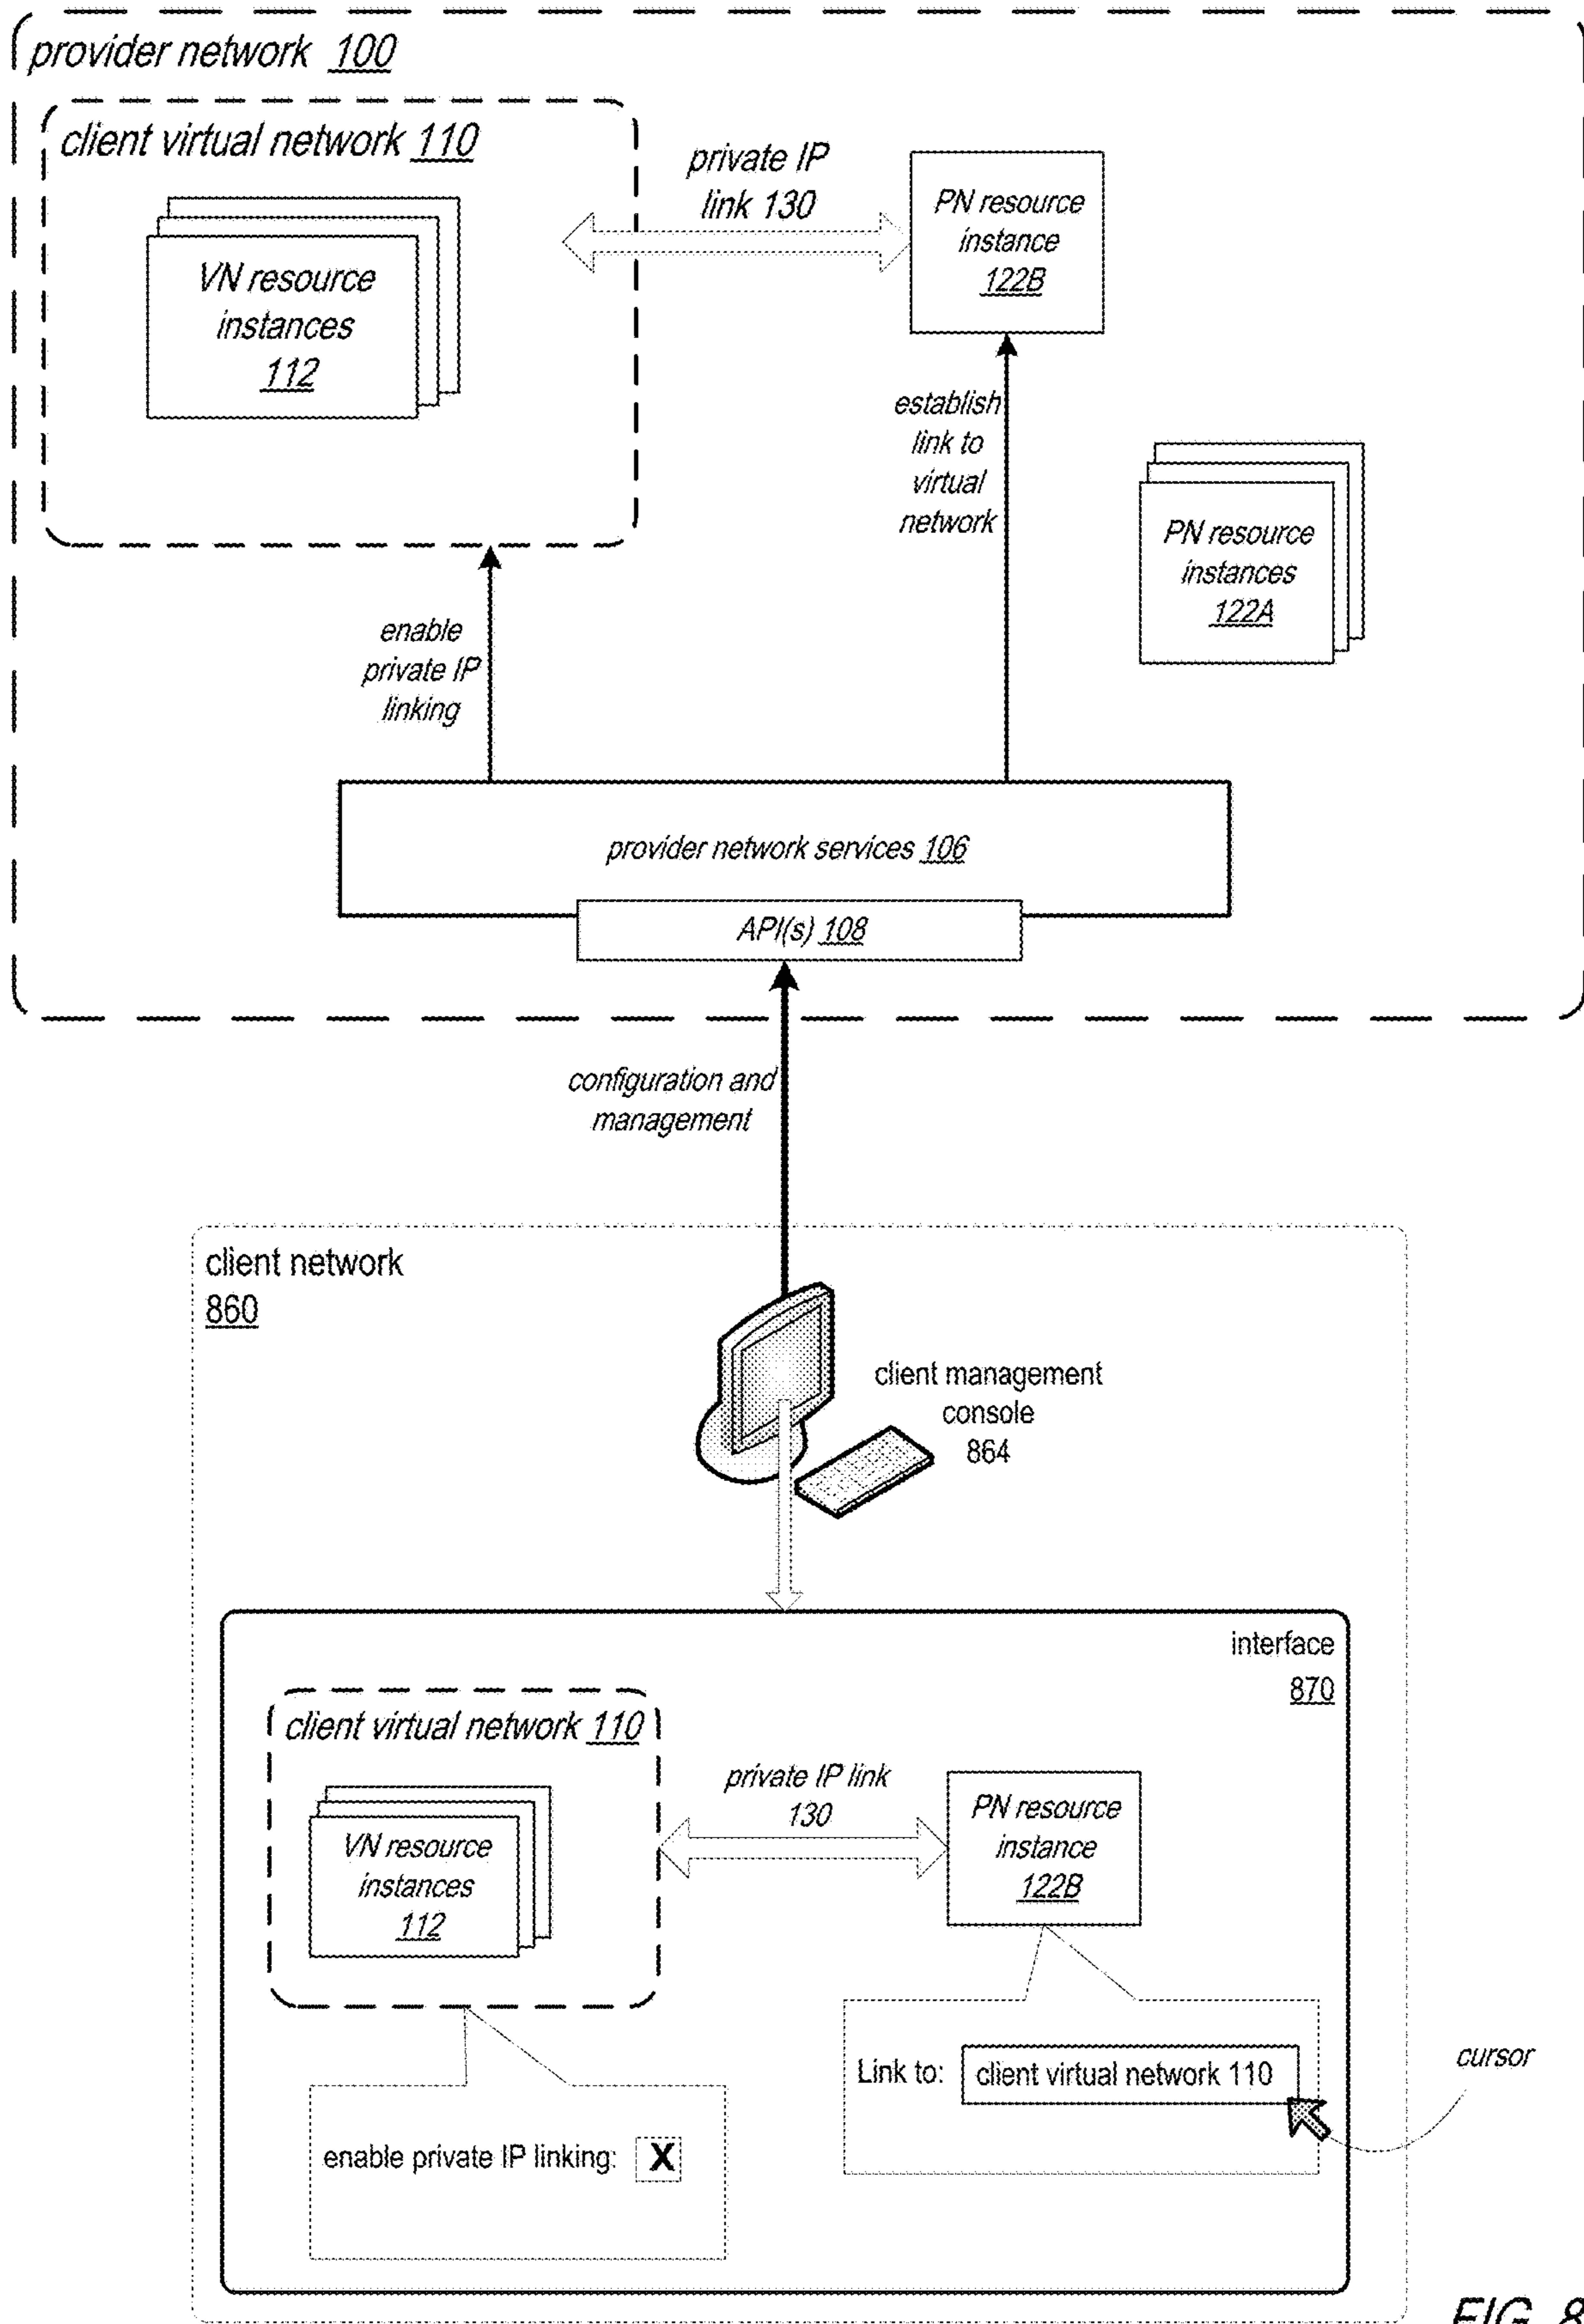 provider network 100
client virtual network 110
VN resource
instances
112
private IP
link 130
PN resource
instance
122B
establish
link to
virtual
network
PN resource
instances
122A
enable
private IP
linking
provider network services 106
API(s) 108
configuration and
management
client network
860
client management
console
864
interface
870
client virtual network 110
VN resource
instances
112
private IP link
130
PN resource
instance
122B
Link to: client virtual network 110
cursor
enable private IP linking: X
FIG. 8